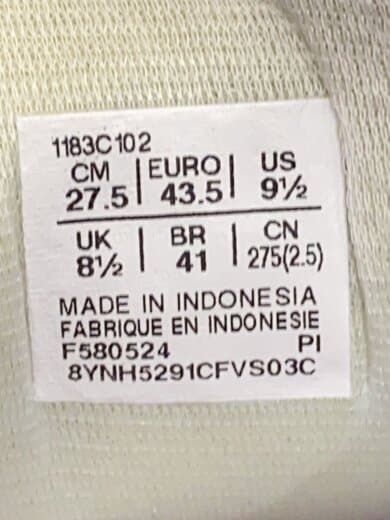 1183C102
CM | EURO | US
27.5 | 43.5 | 9½
UK | BR | CN
8½ | 41 | 275(2.5)
MADE IN INDONESIA
FABRIQUE EN INDONESIE
F580524 PI
8YNH5291CFVS03C